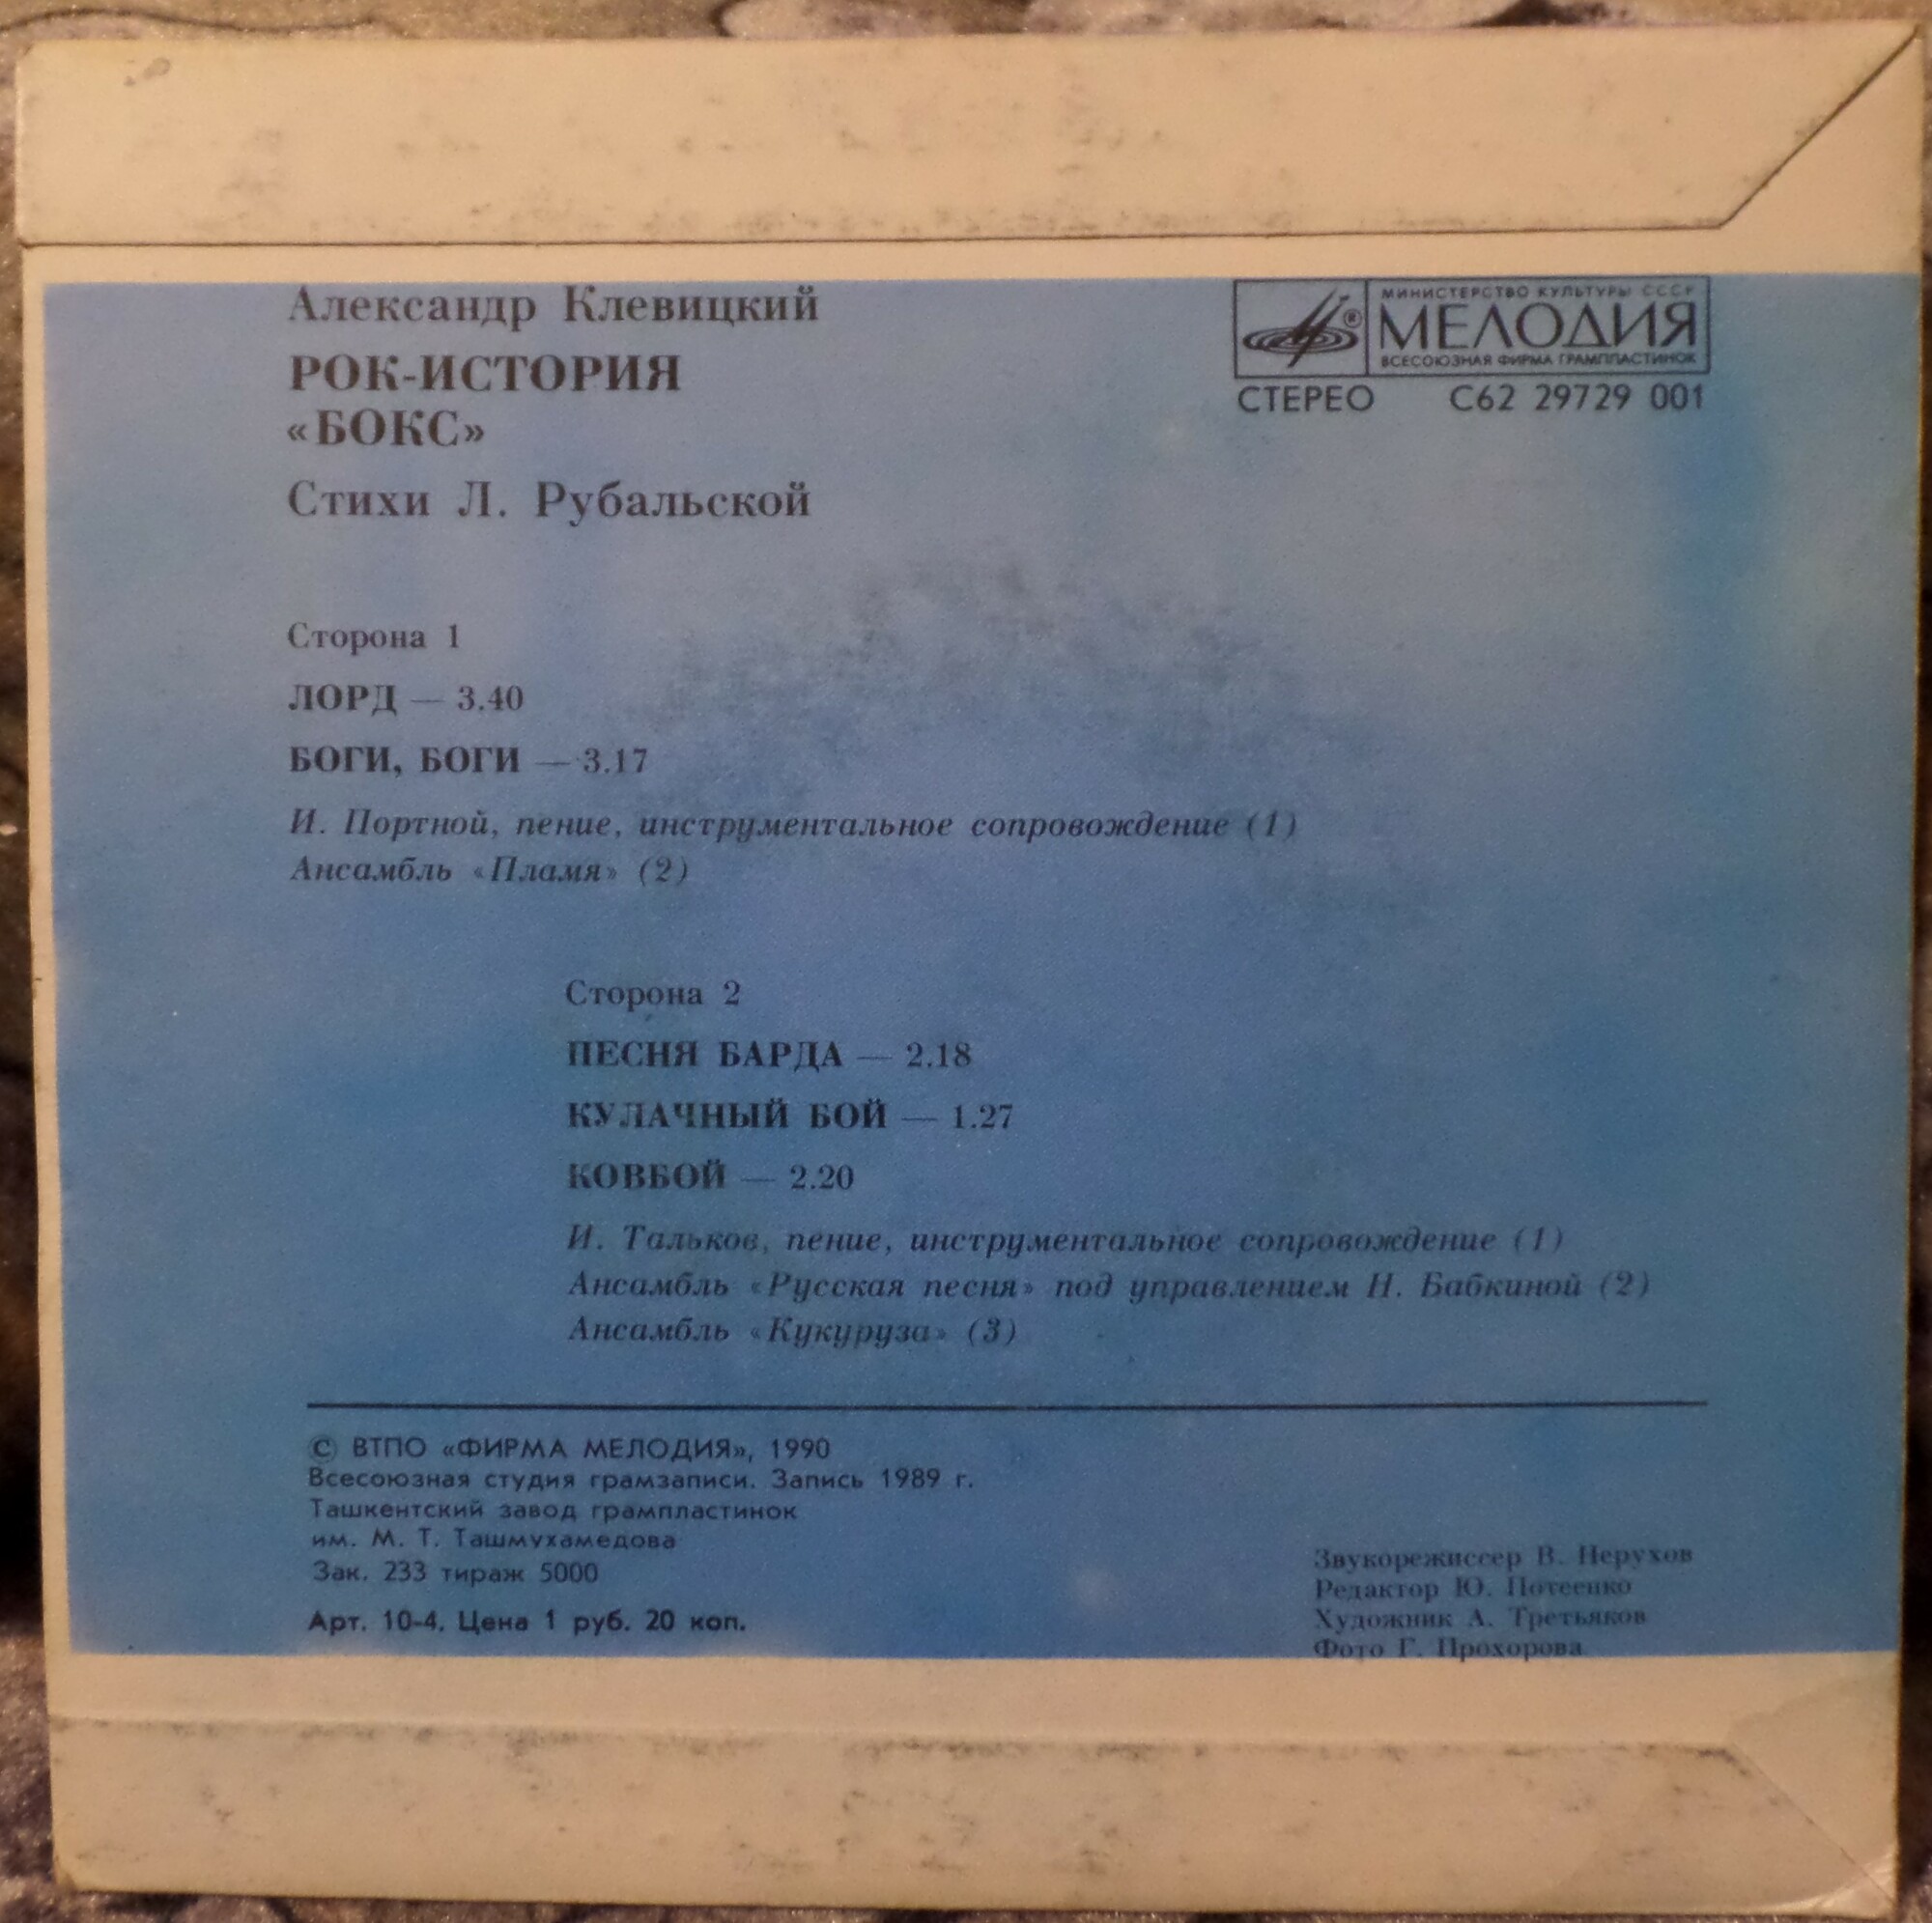 Александр Клевицкий
РОК-ИСТОРИЯ
«БОКС»
Стихи Л. Рубальской
МИНИСТЕРСТВО КУЛЬТУРЫ СССР
МЕЛОДИЯ
ВСЕСОЮЗНАЯ ФИРМА ГРАМПЛАСТИНОК
СТЕРЕО С62 29729 001
Сторона 1
ЛОРД — 3.40
БОГИ, БОГИ — 3.17
И. Портной, пение, инструментальное сопровождение (1)
Ансамбль «Пламя» (2)
Сторона 2
ПЕСНЯ БАРДА — 2.18
КУЛАЧНЫЙ БОЙ — 1.27
КОВБОЙ — 2.20
И. Тальков, пение, инструментальное сопровождение (1)
Ансамбль «Русская песня» под управлением Н. Бабкиной (2)
Ансамбль «Кукуруза» (3)
© ВТПО «ФИРМА МЕЛОДИЯ», 1990
Всесоюзная студия грамзаписи. Запись 1989 г.
Ташкентский завод грампластинок
им. М. Т. Ташмухамедова
Зак. 233 тираж 5000
Арт. 10-4. Цена 1 руб. 20 коп.
Звукорежиссер В. Нерухов
Редактор Ю. Потеенко
Художник А. Третьяков
Фото Г. Прохорова